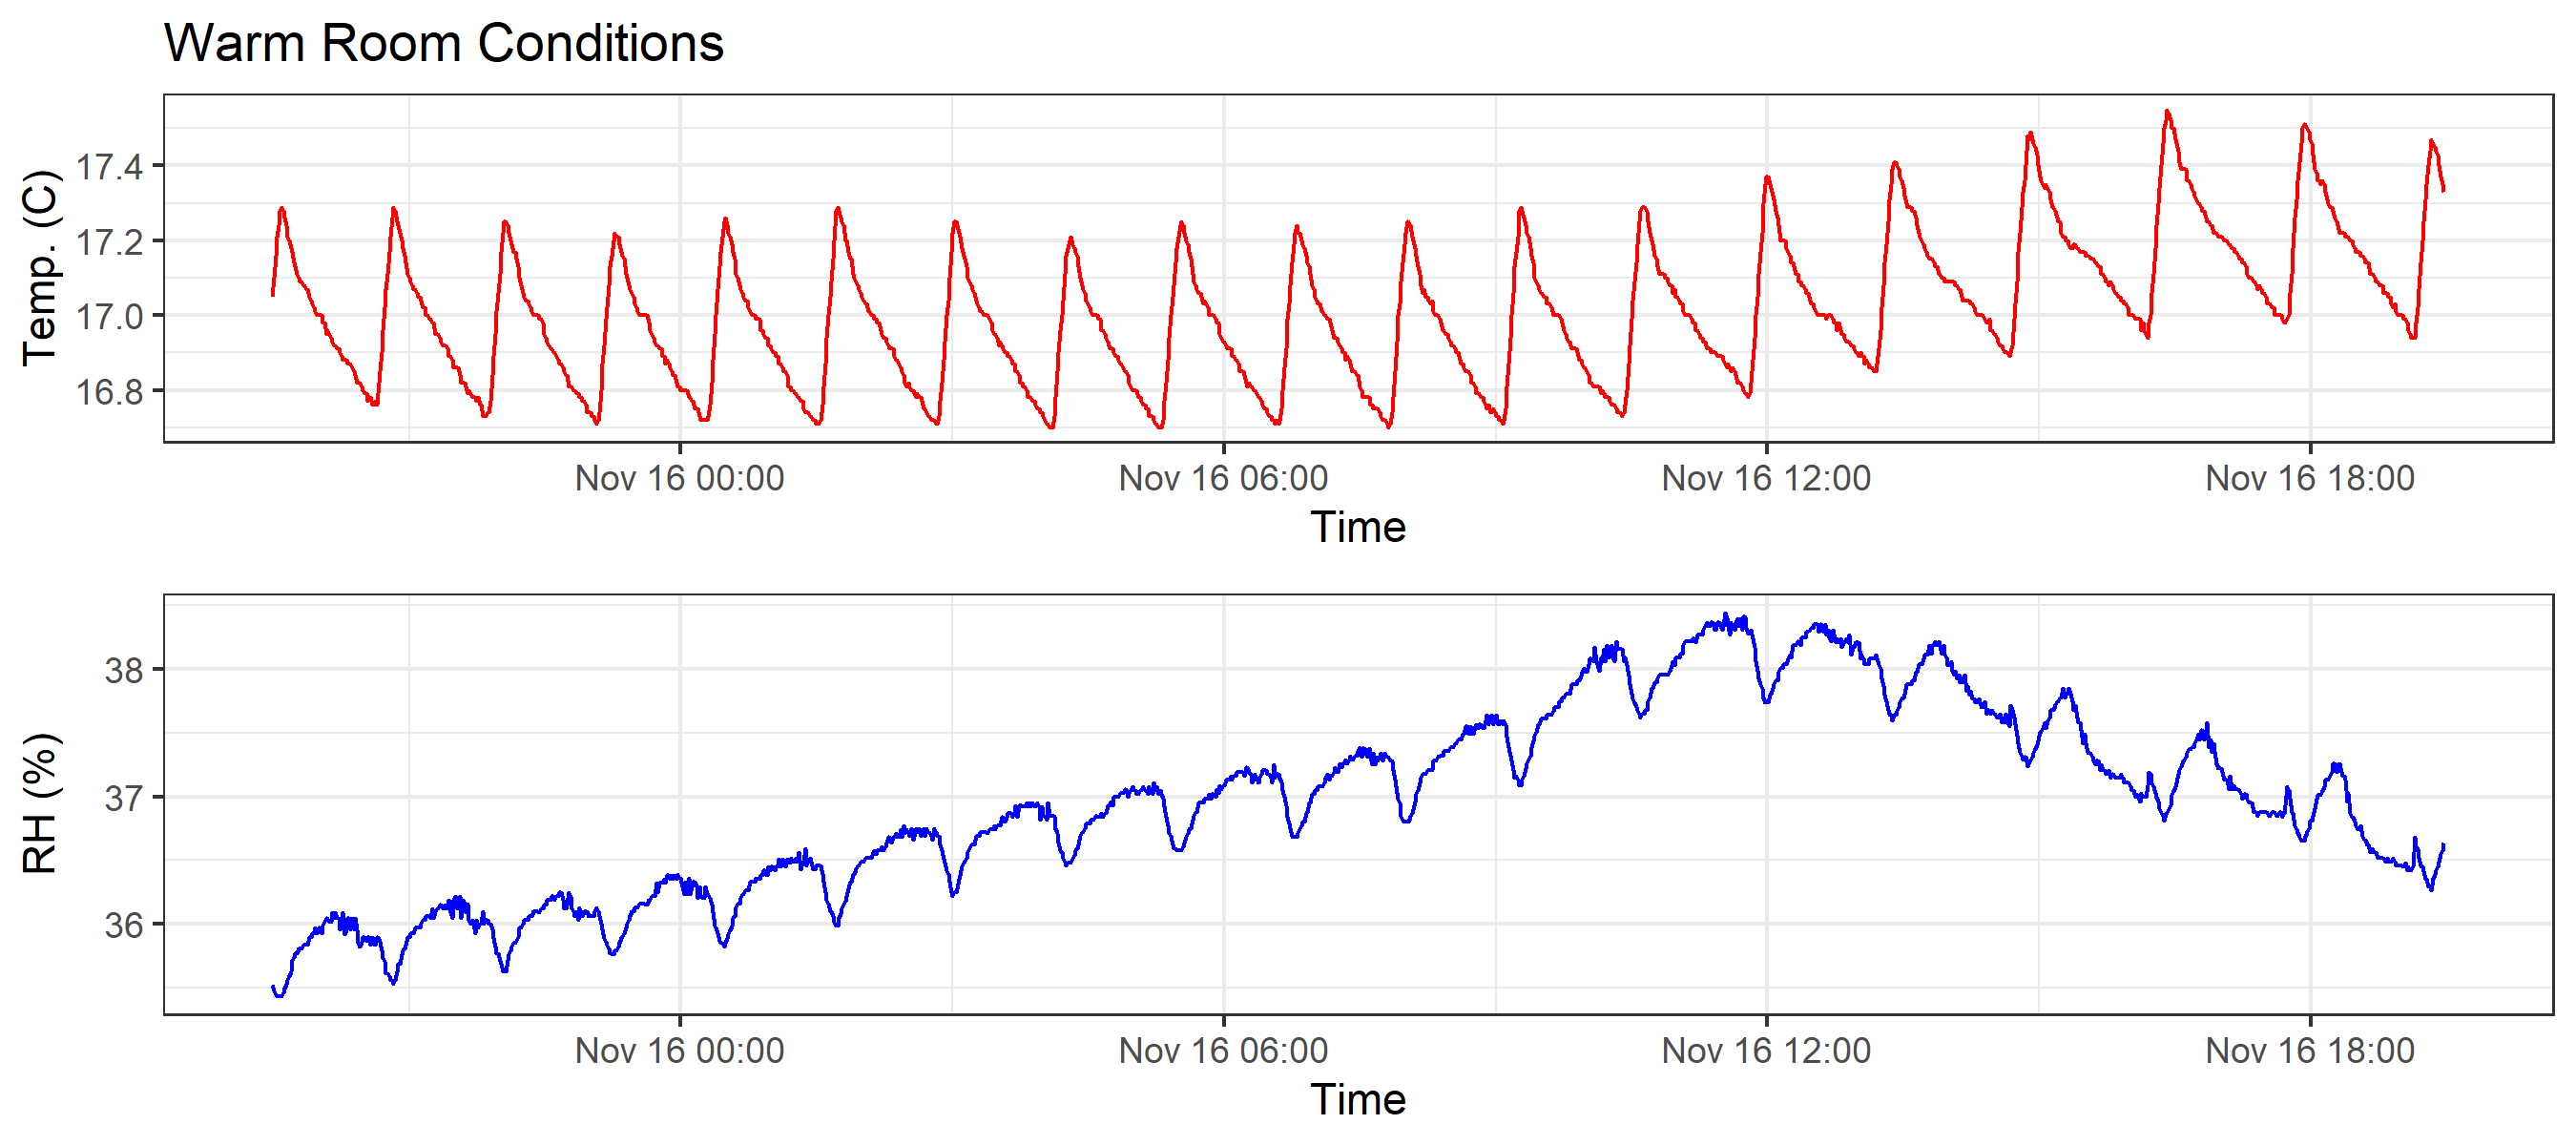 Warm Room Conditions
Temp. (C)
17.4
17.2
17.0
16.8
Nov 16 00:00 Nov 16 06:00 Nov 16 12:00 Nov 16 18:00
Time
RH (%)
38
37
36
Nov 16 00:00 Nov 16 06:00 Nov 16 12:00 Nov 16 18:00
Time